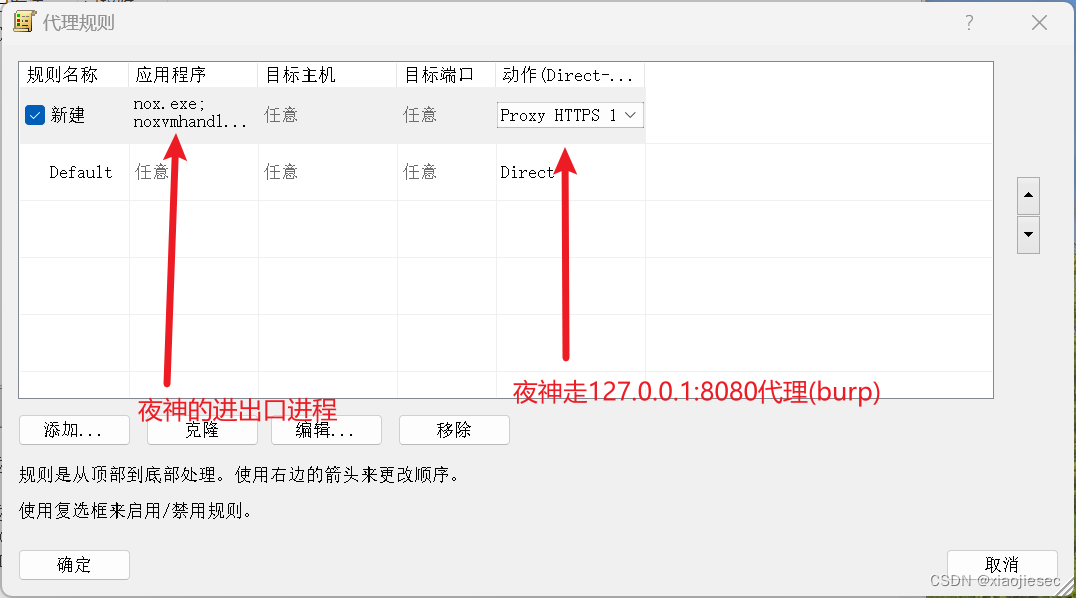 代理规则
规则名称 应用程序 目标主机 目标端口 动作(Direct-...
新建 nox.exe; 任意 任意 Proxy HTTPS 1
noxvmhandl...
Default 任意 任意 任意 Direct
夜神走127.0.0.1:8080代理(burp)
夜神的进出口进程
添加... 克隆 编辑... 移除
规则是从顶部到底部处理。使用右边的箭头来更改顺序。
使用复选框来启用/禁用规则。
确定 取消
CSDN @xiaojiesec